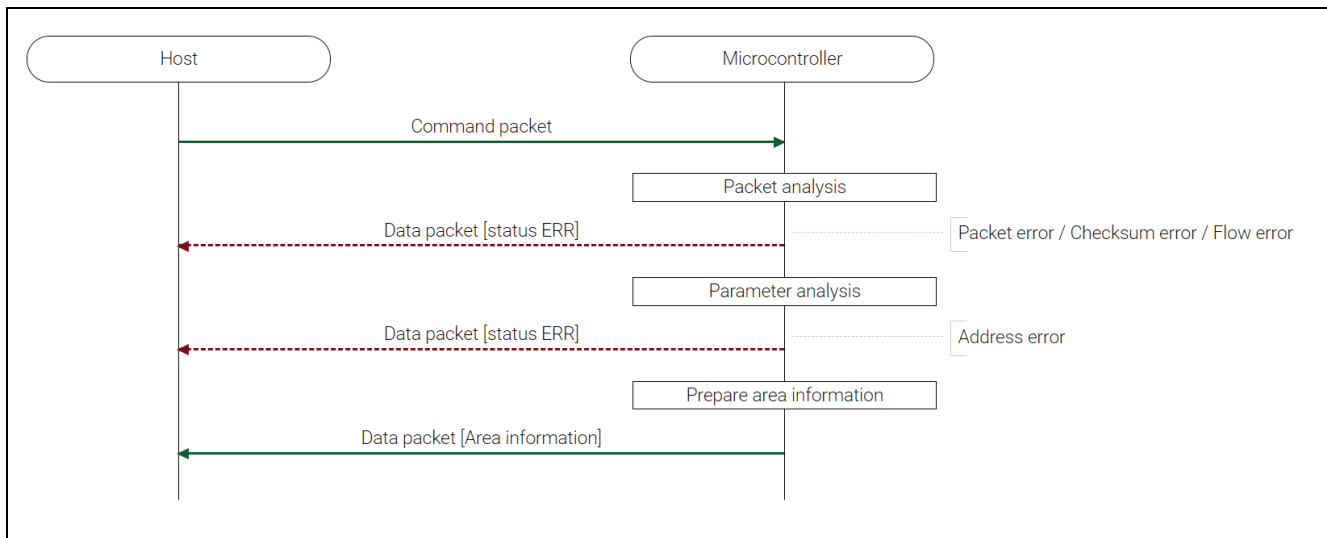 Host
Microcontroller
Command packet
Packet analysis
Data packet [status ERR]
Packet error / Checksum error / Flow error
Parameter analysis
Data packet [status ERR]
Address error
Prepare area information
Data packet [Area information]